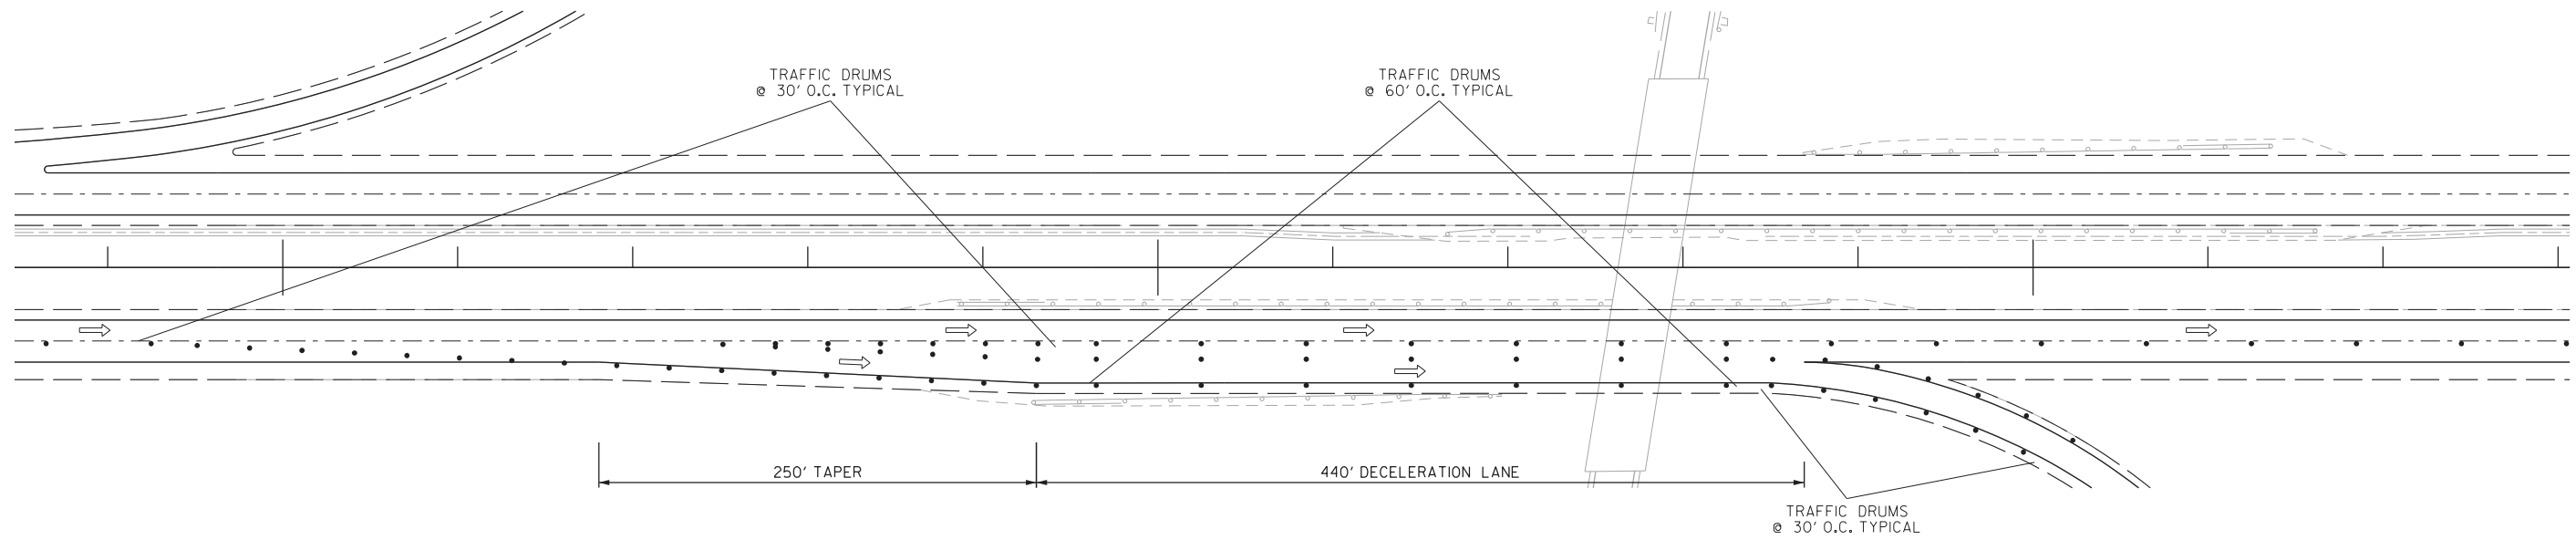 TRAFFIC DRUMS
@ 30' O.C. TYPICAL
TRAFFIC DRUMS
@ 60' O.C. TYPICAL
250' TAPER
440' DECELERATION LANE
TRAFFIC DRUMS
@ 30' O.C. TYPICAL